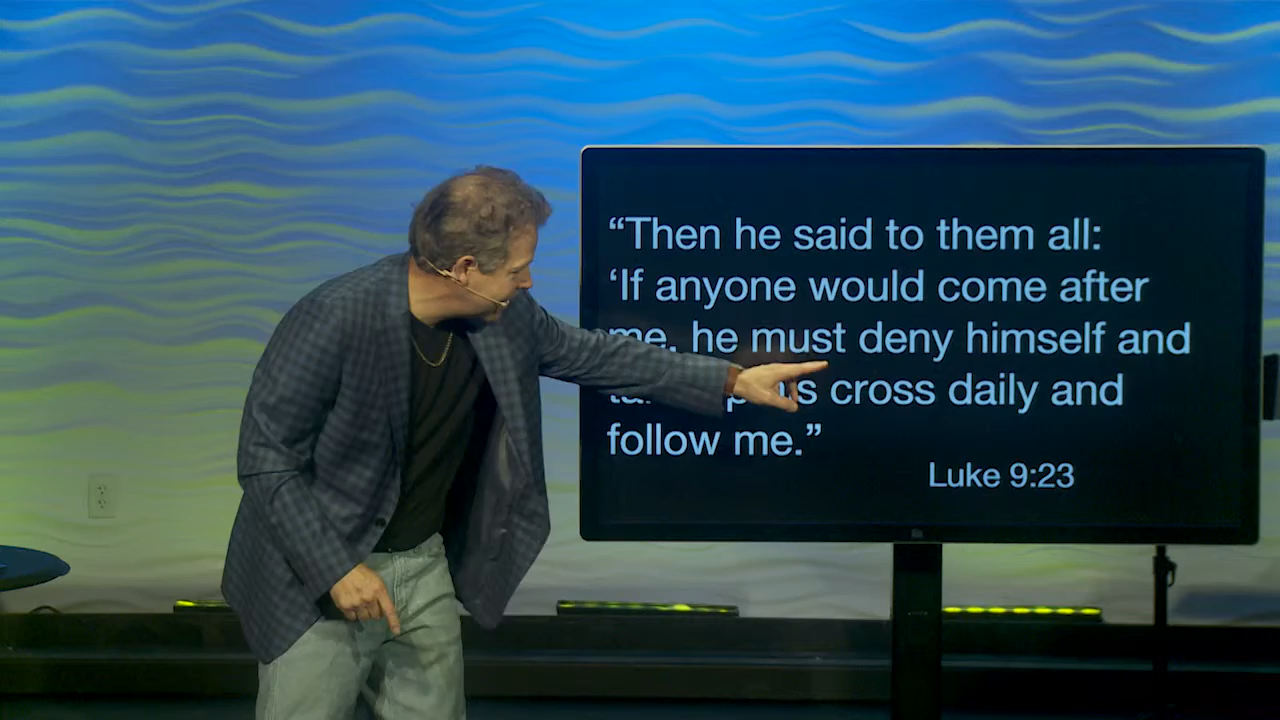 “Then he said to them all:
‘If anyone would come after
me, he must deny himself and
cross daily and
follow me.”
Luke 9:23